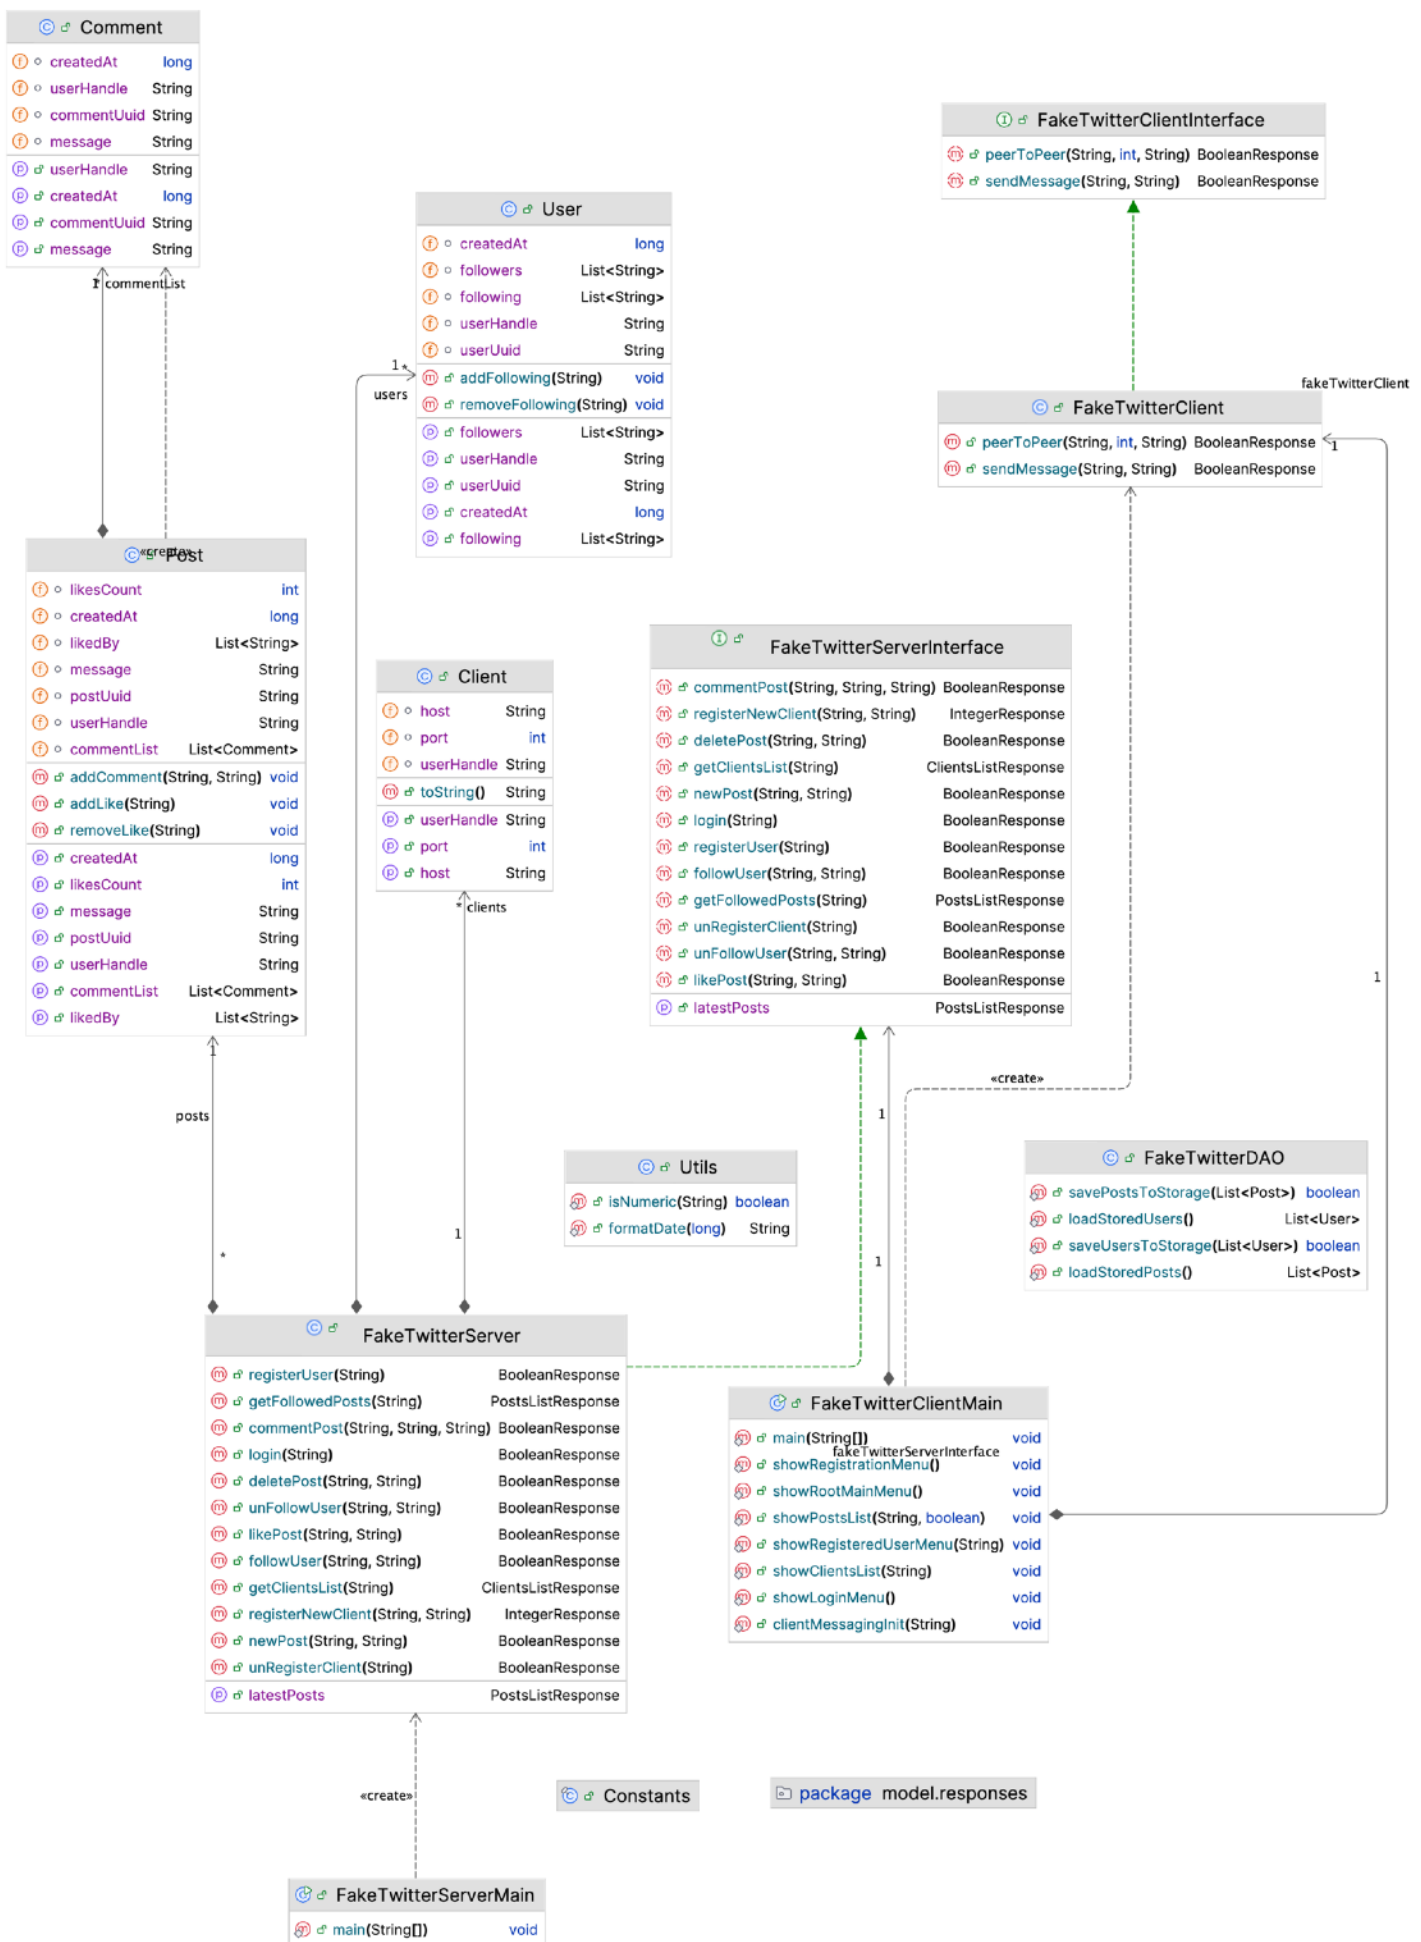 Comment
createdAt long
userHandle String
commentUuid String
message String
userHandle String
createdAt long
commentUuid String
message String
commentList
FakeTwitterClientInterface
peerToPeer(String, int, String) BooleanResponse
sendMessage(String, String) BooleanResponse
User
createdAt long
followers List<String>
following List<String>
userHandle String
userUuid String
addFollowing(String) void
removeFollowing(String) void
followers List<String>
userHandle String
userUuid String
createdAt long
following List<String>
1 *
users
fakeTwitterClient
FakeTwitterClient
peerToPeer(String, int, String) BooleanResponse
sendMessage(String, String) BooleanResponse
1
1
«create»
Post
likesCount int
createdAt long
likedBy List<String>
message String
postUuid String
userHandle String
commentList List<Comment>
addComment(String, String) void
addLike(String) void
removeLike(String) void
createdAt long
likesCount int
message String
postUuid String
userHandle String
commentList List<Comment>
likedBy List<String>
1
posts
*
Client
host String
port int
userHandle String
toString() String
userHandle String
port int
host String
* clients
1
FakeTwitterServerInterface
commentPost(String, String, String) BooleanResponse
registerNewClient(String, String) IntegerResponse
deletePost(String, String) BooleanResponse
getClientsList(String) ClientsListResponse
newPost(String, String) BooleanResponse
login(String) BooleanResponse
registerUser(String) BooleanResponse
followUser(String, String) BooleanResponse
getFollowedPosts(String) PostsListResponse
unRegisterClient(String) BooleanResponse
unFollowUser(String, String) BooleanResponse
likePost(String, String) BooleanResponse
latestPosts PostsListResponse
«create»
1
1
Utils
isNumeric(String) boolean
formatDate(long) String
FakeTwitterDAO
savePostsToStorage(List<Post>) boolean
loadStoredUsers() List<User>
saveUsersToStorage(List<User>) boolean
loadStoredPosts() List<Post>
FakeTwitterServer
registerUser(String) BooleanResponse
getFollowedPosts(String) PostsListResponse
commentPost(String, String, String) BooleanResponse
login(String) BooleanResponse
deletePost(String, String) BooleanResponse
unFollowUser(String, String) BooleanResponse
likePost(String, String) BooleanResponse
followUser(String, String) BooleanResponse
getClientsList(String) ClientsListResponse
registerNewClient(String, String) IntegerResponse
newPost(String, String) BooleanResponse
unRegisterClient(String) BooleanResponse
latestPosts PostsListResponse
FakeTwitterClientMain
main(String[]) void
fakeTwitterServerInterface
showRegistrationMenu() void
showRootMainMenu() void
showPostsList(String, boolean) void
showRegisteredUserMenu(String) void
showClientsList(String) void
showLoginMenu() void
clientMessagingInit(String) void
«create»
Constants
package model.responses
FakeTwitterServerMain
main(String[]) void